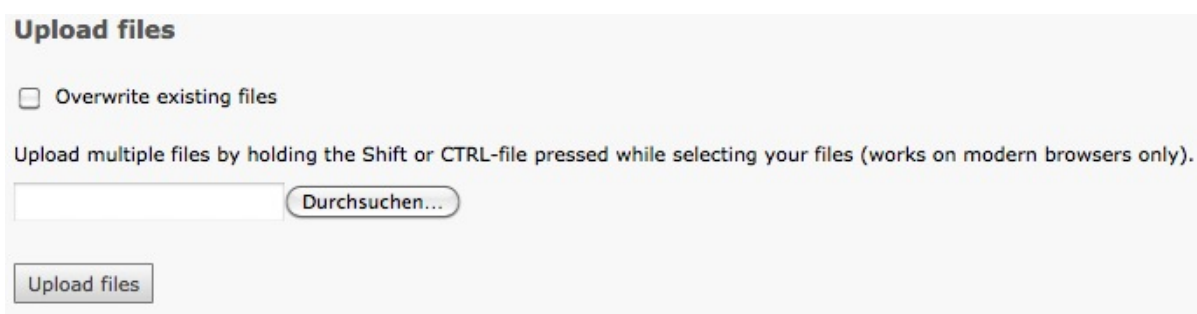 Upload files
Overwrite existing files
Upload multiple files by holding the Shift or CTRL-file pressed while selecting your files (works on modern browsers only).
Durchsuchen...
Upload files